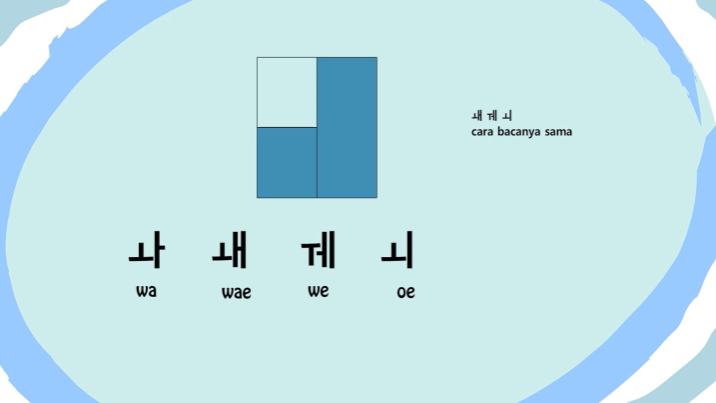 ㅙ ㅞ ㅚ
cara bacanya sama
ㅘ ㅙ ㅞ ㅚ
wa wae we oe